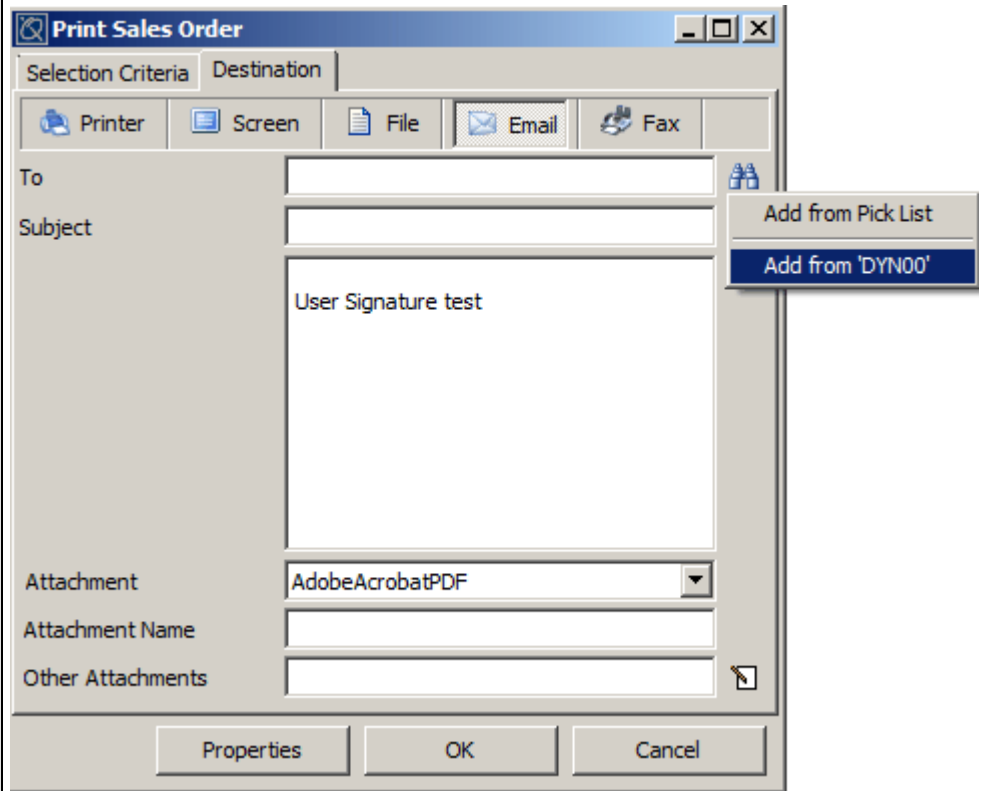 Print Sales Order
Selection Criteria Destination
Printer Screen File Email Fax
To
Add from Pick List
Subject
Add from 'DYN00'
User Signature test
Attachment AdobeAcrobatPDF
Attachment Name
Other Attachments
Properties OK Cancel